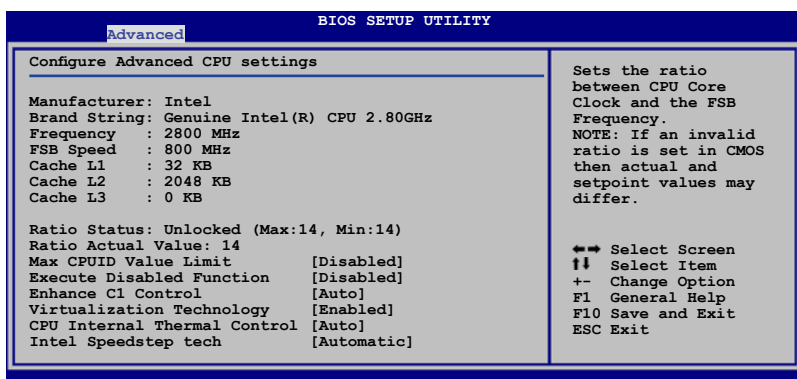 BIOS SETUP UTILITY
Advanced
Configure Advanced CPU settings
Manufacturer: Intel
Brand String: Genuine Intel(R) CPU 2.80GHz
Frequency : 2800 MHz
FSB Speed : 800 MHz
Cache L1 : 32 KB
Cache L2 : 2048 KB
Cache L3 : 0 KB
Ratio Status: Unlocked (Max:14, Min:14)
Ratio Actual Value: 14
Max CPUID Value Limit [Disabled]
Execute Disabled Function [Disabled]
Enhance C1 Control [Auto]
Virtualization Technology [Enabled]
CPU Internal Thermal Control [Auto]
Intel Speedstep tech [Automatic]
Sets the ratio
between CPU Core
Clock and the FSB
Frequency.
NOTE: If an invalid
ratio is set in CMOS
then actual and
setpoint values may
differ.
←→ Select Screen
↑↓ Select Item
+- Change Option
F1 General Help
F10 Save and Exit
ESC Exit